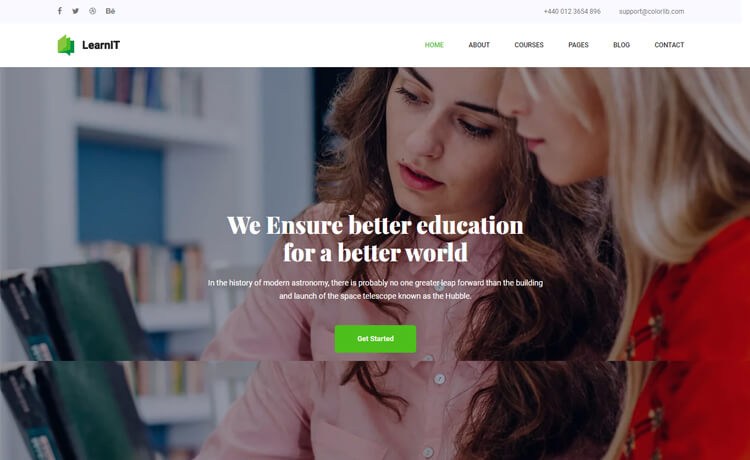 +440 012 3654 896 support@colorlib.com
LearnIT
HOME ABOUT COURSES PAGES BLOG CONTACT
We Ensure better education
for a better world
In the history of modern astronomy, there is probably no one greater leap forward than the building
and launch of the space telescope known as the Hubble.
Get Started